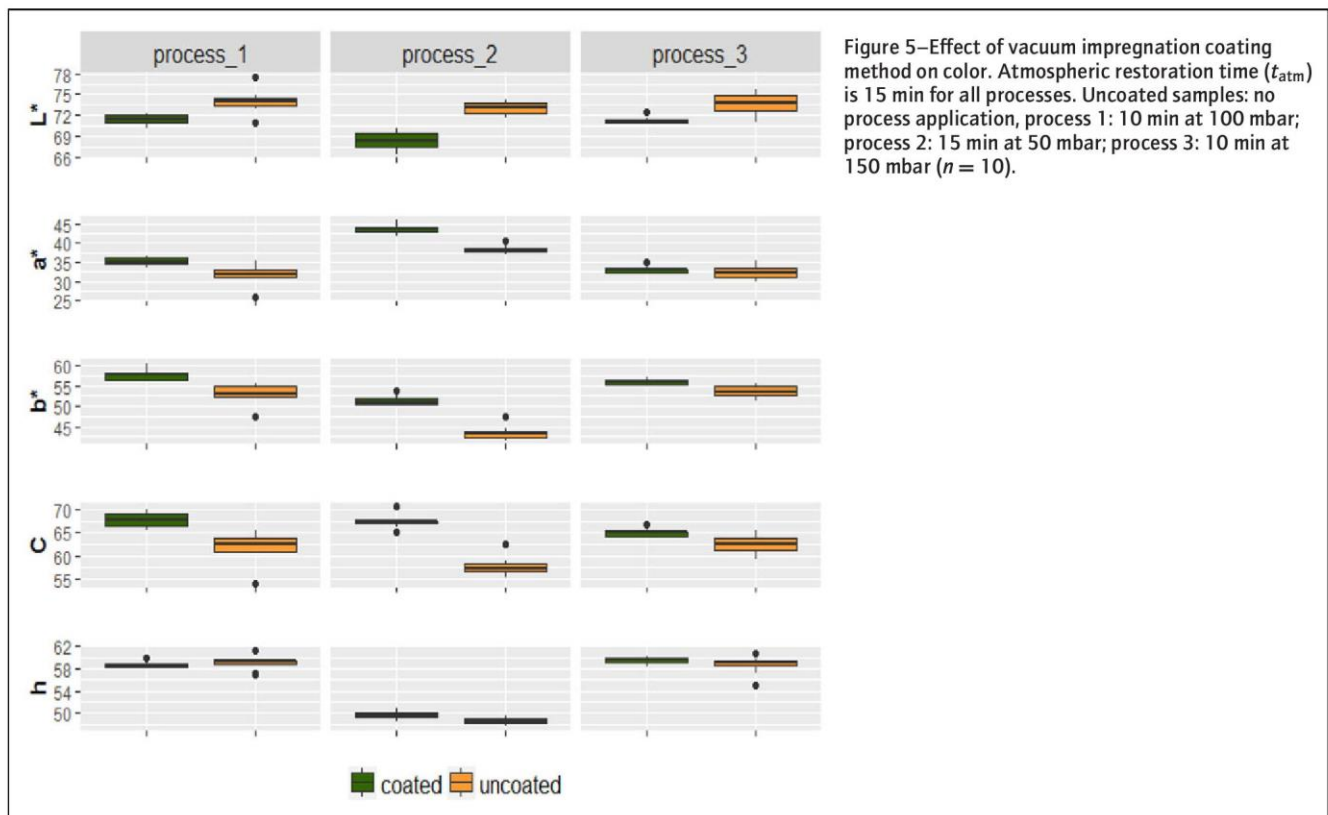 process_1 process_2 process_3
L*
78
75
72
69
66
a*
45
40
35
30
25
b*
60
55
50
45
C
70
65
60
55
h
62
58
54
50
coated uncoated
Figure 5–Effect of vacuum impregnation coating
method on color. Atmospheric restoration time (tatm)
is 15 min for all processes. Uncoated samples: no
process application, process 1: 10 min at 100 mbar;
process 2: 15 min at 50 mbar; process 3: 10 min at
150 mbar (n = 10).